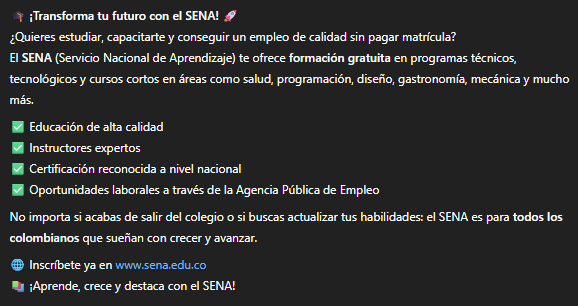 🎓 ¡Transforma tu futuro con el SENA! 🚀
¿Quieres estudiar, capacitarte y conseguir un empleo de calidad sin pagar matrícula?
El SENA (Servicio Nacional de Aprendizaje) te ofrece formación gratuita en programas técnicos,
tecnológicos y cursos cortos en áreas como salud, programación, diseño, gastronomía, mecánica y mucho
más.
✅ Educación de alta calidad
✅ Instructores expertos
✅ Certificación reconocida a nivel nacional
✅ Oportunidades laborales a través de la Agencia Pública de Empleo
No importa si acabas de salir del colegio o si buscas actualizar tus habilidades: el SENA es para todos los
colombianos que sueñan con crecer y avanzar.
🌐 Inscríbete ya en www.sena.edu.co
📚 ¡Aprende, crece y destaca con el SENA!